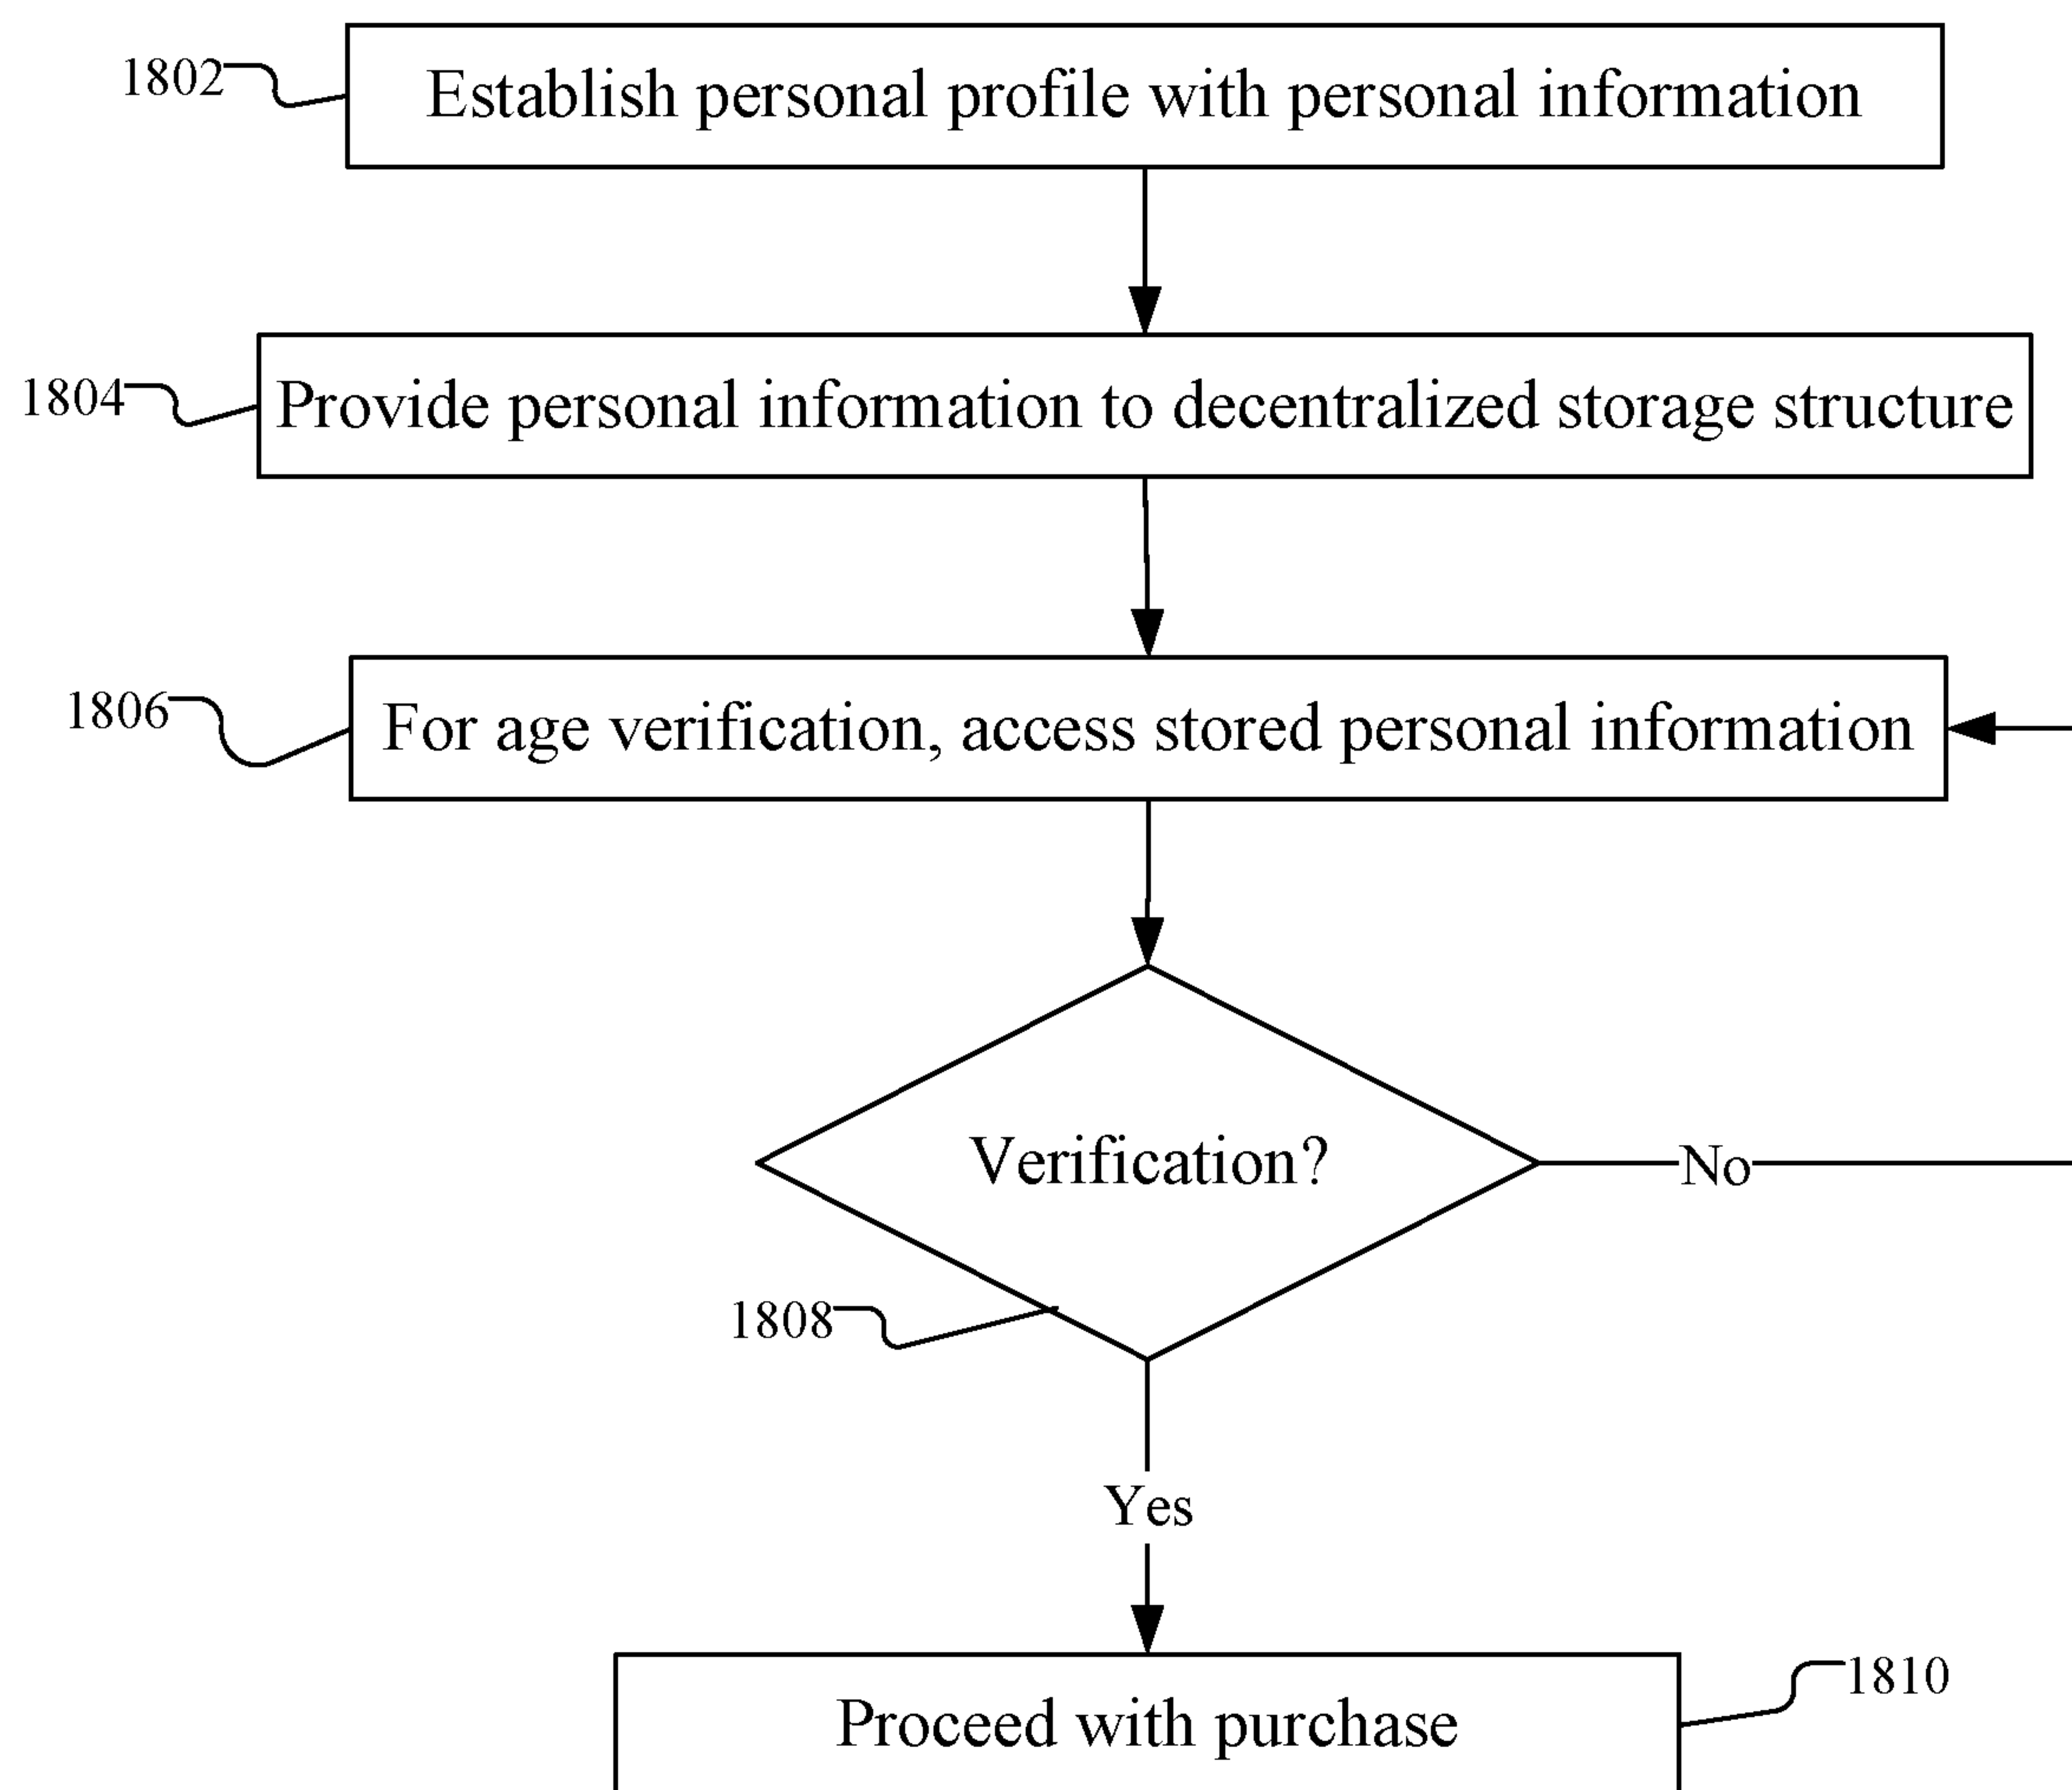 1802
Establish personal profile with personal information
1804
Provide personal information to decentralized storage structure
1806
For age verification, access stored personal information
Verification?
No
1808
Yes
1810
Proceed with purchase